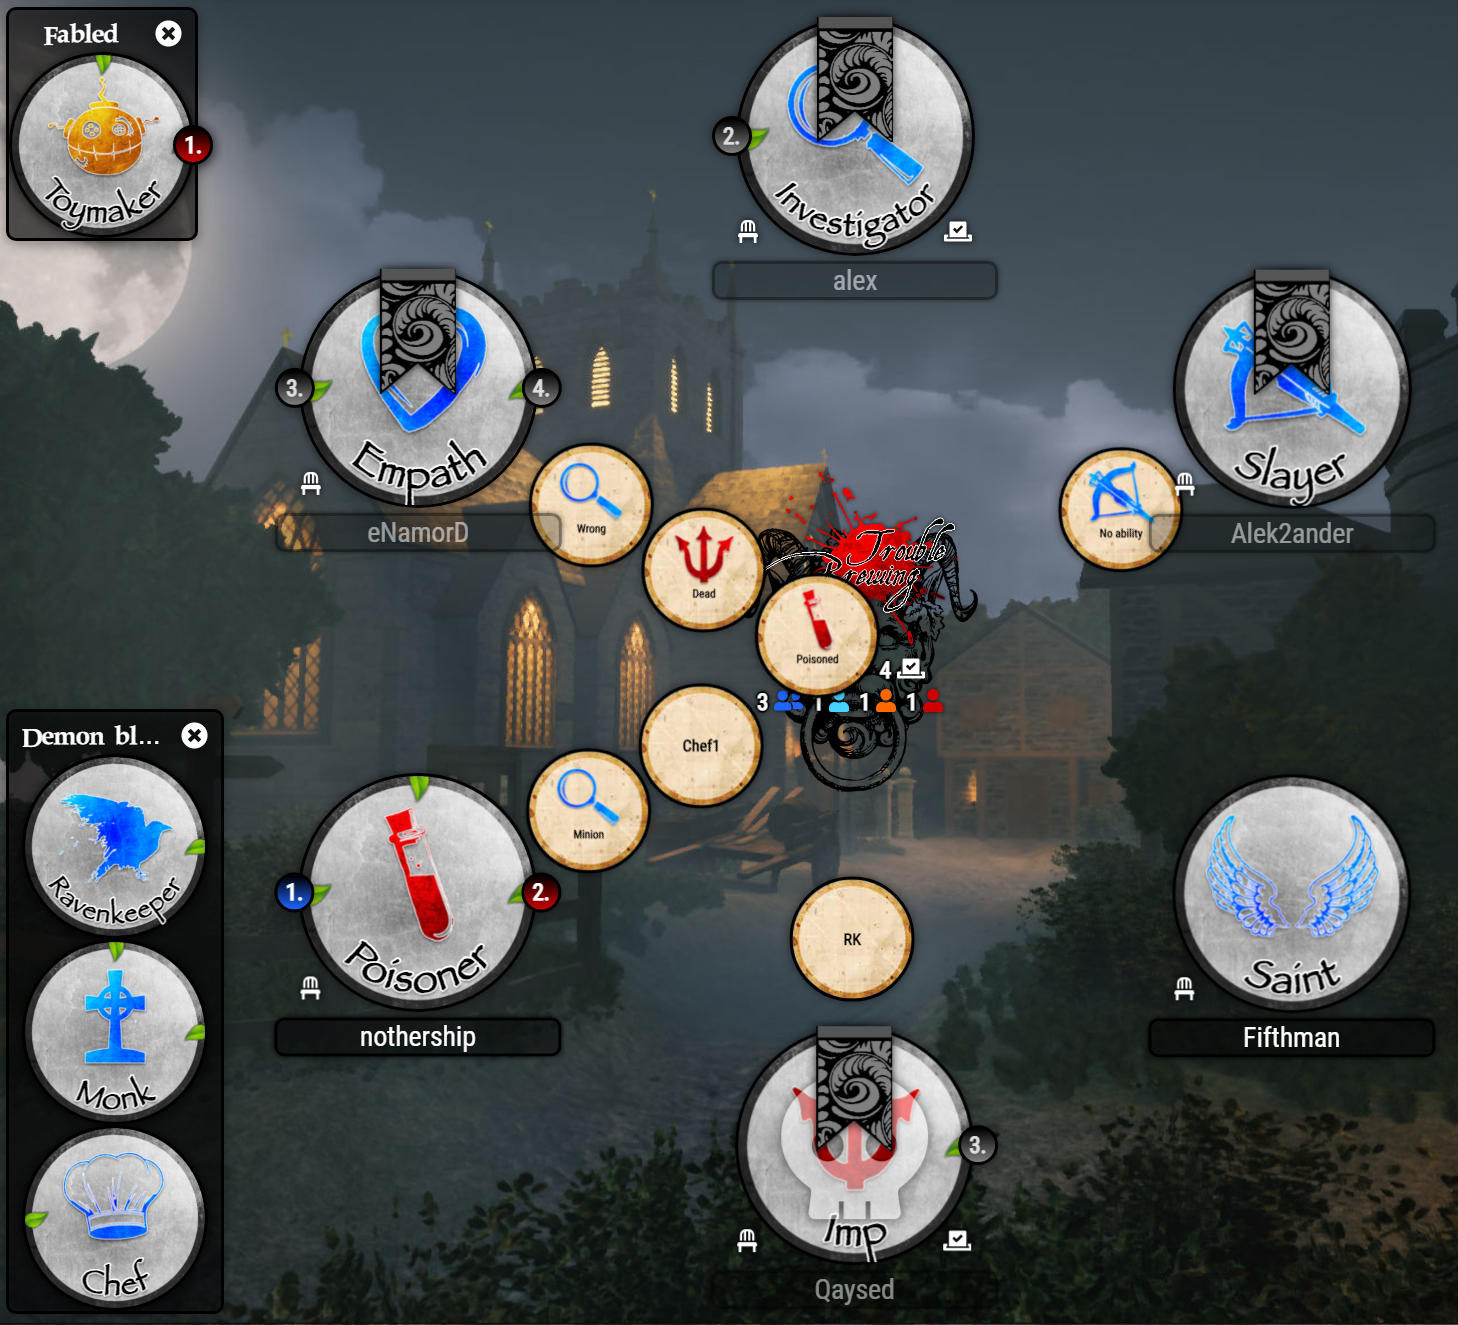 Fabled
1.
Toymaker
2.
Investigator
alex
3.
4.
Empath
eNamorD
Slayer
No ability
Alek2ander
Wrong
Dead
Trouble
Brewing
Poisoned
4
3 1 1 1
Demon bl...
Ravenkeeper
Monk
Chef
Chef1
Minion
1.
2.
Poisoner
nothership
RK
Saint
Fifthman
3.
Imp
Qaysed